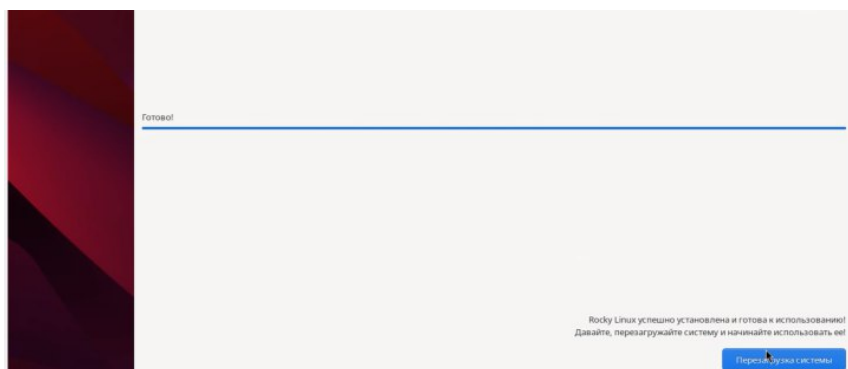 Готово!
Rocky Linux успешно установлена и готова к использованию!
Давайте, перезагружайте систему и начинайте использовать ее!
Перезагрузка системы